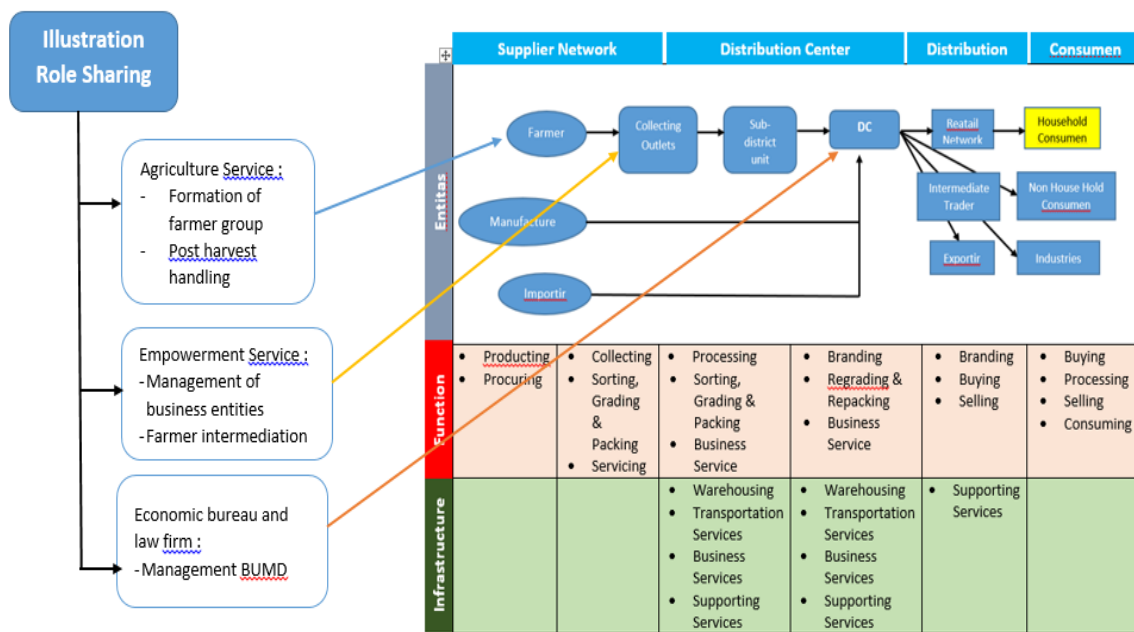 Illustration
Role Sharing
Agriculture Service :
- Formation of
farmer group
- Post harvest
handling
Empowerment Service :
- Management of
business entities
- Farmer intermediation
Economic bureau and
law firm :
- Management BUMD
Supplier Network
Distribution Center
Distribution
Consumen
Entitas
Farmer
Collecting
Outlets
Sub-
district
unit
DC
Reatail
Network
Household
Consumen
Manufacture
Intermediate
Trader
Non House Hold
Consumen
Importir
Exportir
Industries
Function
• Producting
• Procuring
• Collecting
• Sorting,
Grading
&
Packing
• Servicing
• Processing
• Sorting,
Grading &
Packing
• Business
Service
• Branding
• Regrading &
Repacking
• Business
Service
• Branding
• Buying
• Selling
• Buying
• Processing
• Selling
• Consuming
Infrastructure
• Warehousing
• Transportation
Services
• Business
Services
• Supporting
Services
• Warehousing
• Transportation
Services
• Business
Services
• Supporting
Services
• Supporting
Services